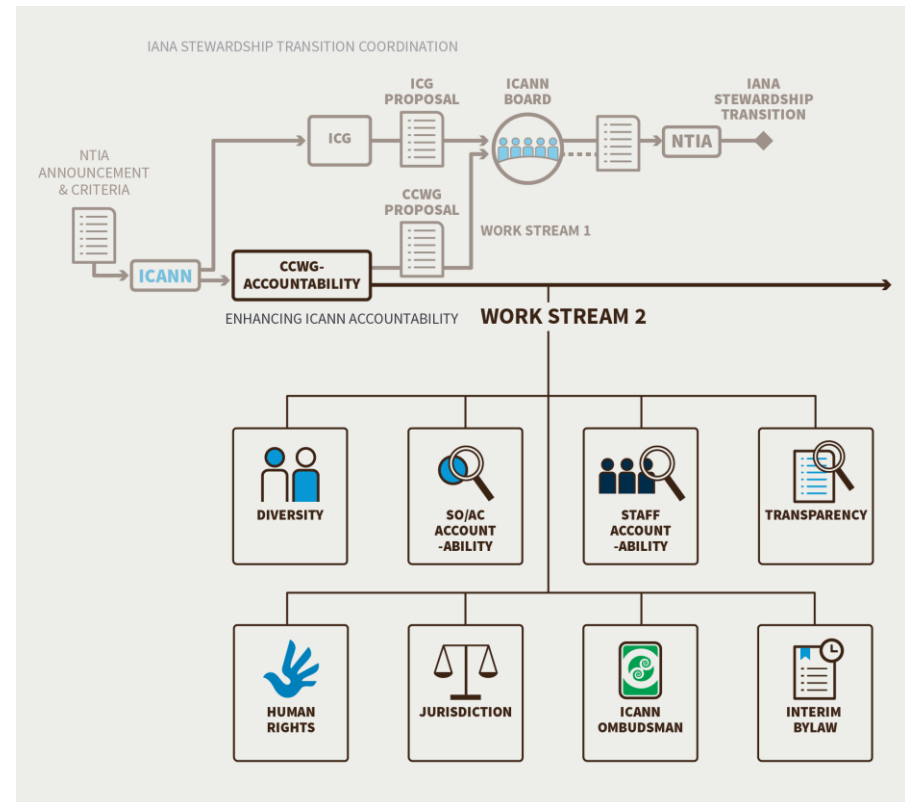 IANA STEWARDSHIP TRANSITION COORDINATION
ICG
PROPOSAL
ICANN
BOARD
IANA
STEWARDSHIP
TRANSITION
ICG
NTIA
NTIA
ANNOUNCEMENT
& CRITERIA
CCWG
PROPOSAL
WORK STREAM 1
ICANN
CCWG-
ACCOUNTABILITY
ENHANCING ICANN ACCOUNTABILITY
WORK STREAM 2
DIVERSITY
SO/AC
ACCOUNT
-ABILITY
STAFF
ACCOUNT
-ABILITY
TRANSPARENCY
HUMAN
RIGHTS
JURISDICTION
ICANN
OMBUDSMAN
INTERIM
BYLAW